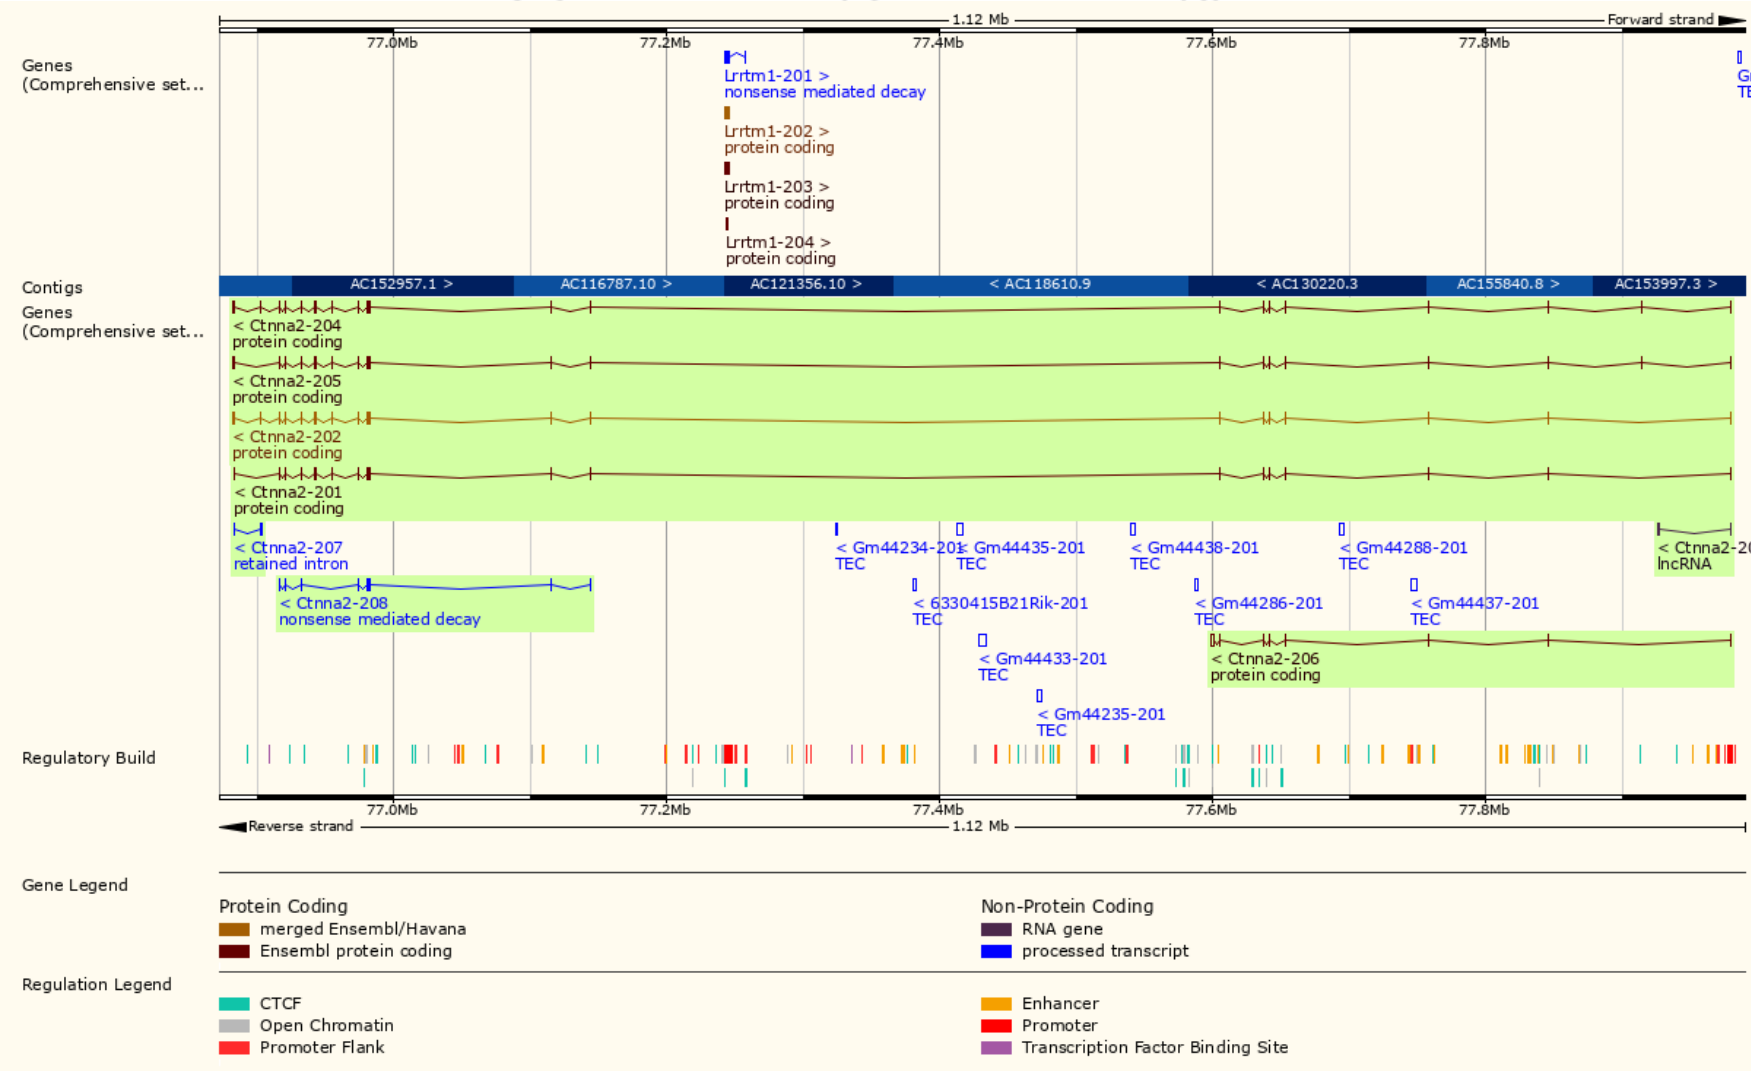 1.12 Mb
Forward strand
77.0Mb 77.2Mb 77.4Mb 77.6Mb 77.8Mb
Genes
(Comprehensive set...
Lrrtm1-201 >
nonsense mediated decay
Lrrtm1-202 >
protein coding
Lrrtm1-203 >
protein coding
Lrrtm1-204 >
protein coding
Contigs
AC152957.1 > AC116787.10 > AC121356.10 > < AC118610.9 < AC130220.3 AC155840.8 > AC153997.3 >
Genes
(Comprehensive set...
< Ctnna2-204
protein coding
< Ctnna2-205
protein coding
< Ctnna2-202
protein coding
< Ctnna2-201
protein coding
< Ctnna2-207
retained intron
< Gm44234-201
TEC
< Gm44435-201
TEC
< Gm44438-201
TEC
< Gm44288-201
TEC
< Ctnna2-20
lncRNA
< Ctnna2-208
nonsense mediated decay
< 6330415B21Rik-201
TEC
< Gm44286-201
TEC
< Gm44437-201
TEC
< Gm44433-201
TEC
< Ctnna2-206
protein coding
< Gm44235-201
TEC
Regulatory Build
77.0Mb 77.2Mb 77.4Mb 77.6Mb 77.8Mb
Reverse strand
1.12 Mb
Gene Legend
Protein Coding
merged Ensembl/Havana
Ensembl protein coding
Non-Protein Coding
RNA gene
processed transcript
Regulation Legend
CTCF
Open Chromatin
Promoter Flank
Enhancer
Promoter
Transcription Factor Binding Site